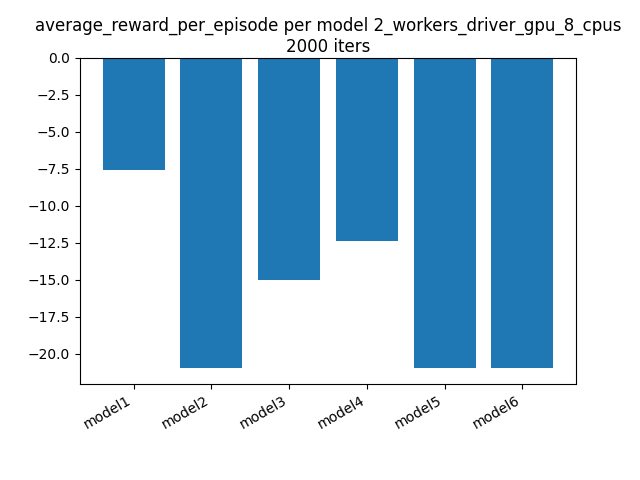 average_reward_per_episode per model 2_workers_driver_gpu_8_cpus
2000 iters
0.0
−2.5
−5.0
−7.5
−10.0
−12.5
−15.0
−17.5
−20.0
model1
model2
model3
model4
model5
model6